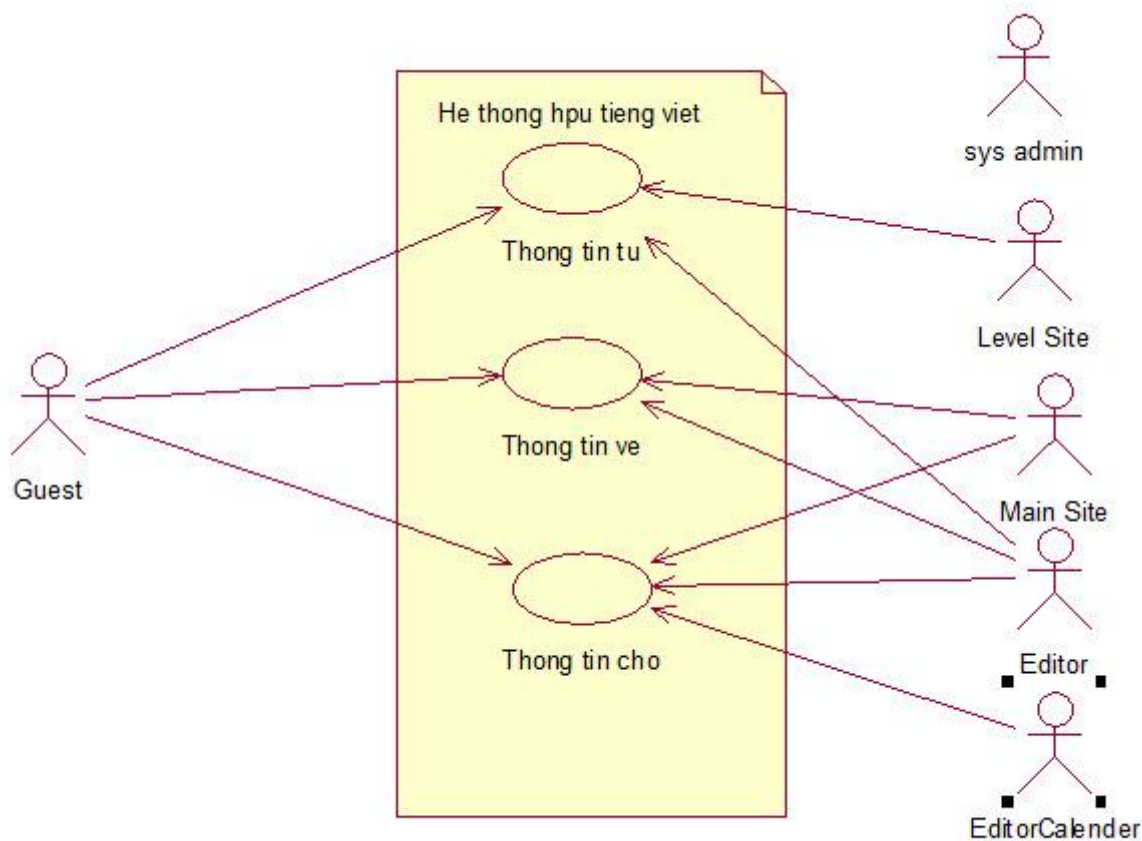 He thong hpu tieng viet
sys admin
Thong tin tu
Level Site
Thong tin ve
Guest
Main Site
Thong tin cho
Editor
EditorCalender